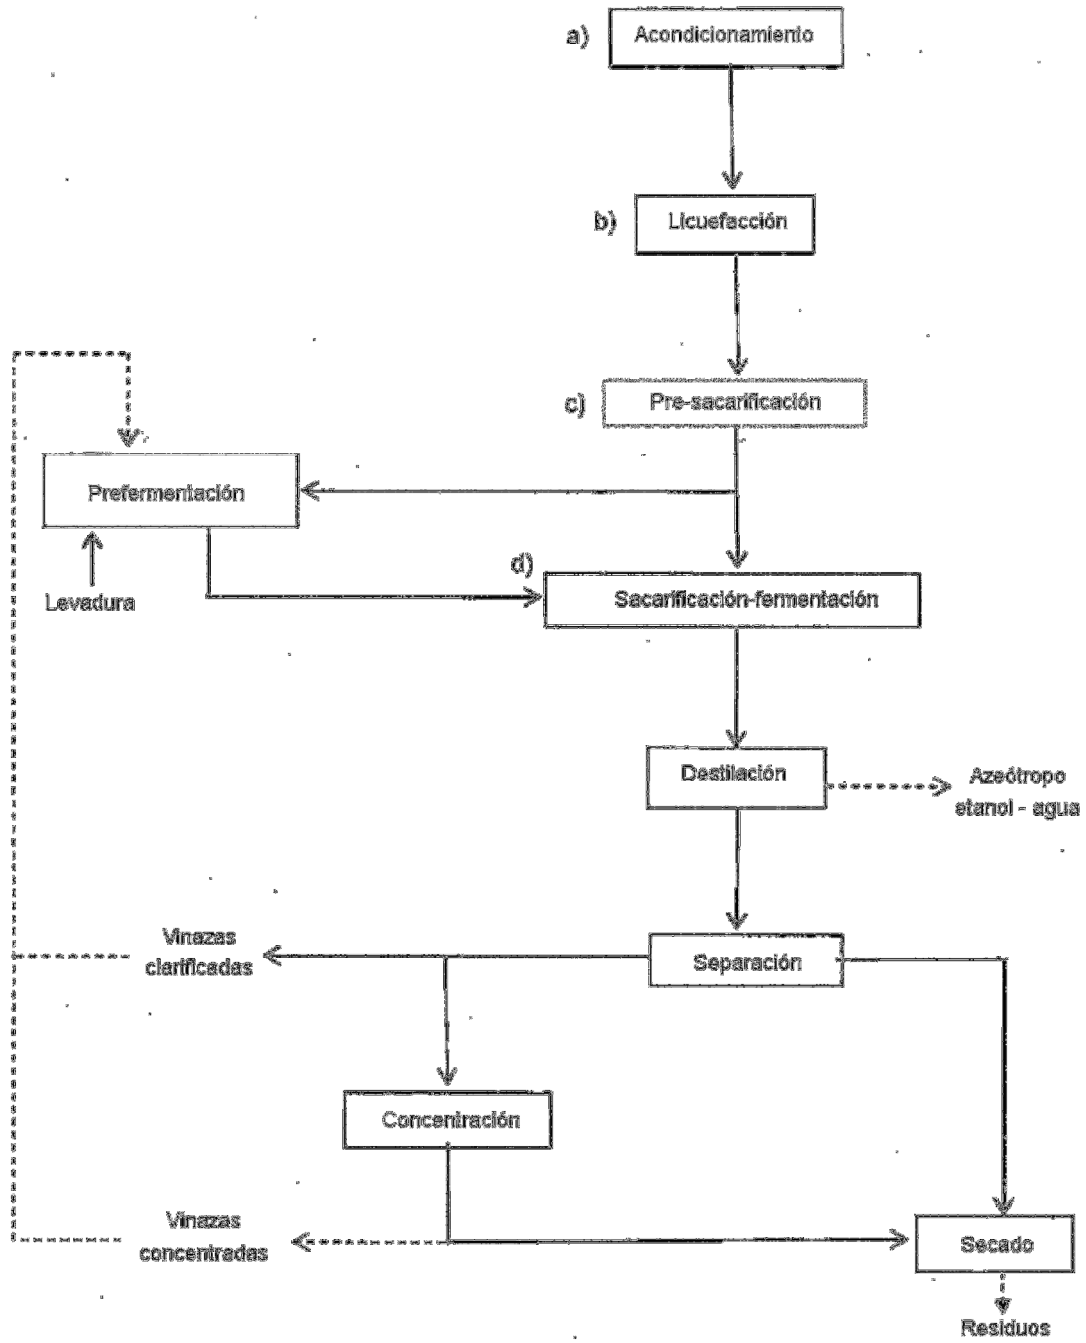 a)
Acondicionamiento
b)
Licuefacción
c)
Pre-sacarificación
Prefermentación
Levadura
d)
Sacarificación-fermentación
Destilación
Azeótropo
etanol - agua
Vinazas
clarificadas
Separación
Concentración
Vinazas
concentradas
Secado
Residuos